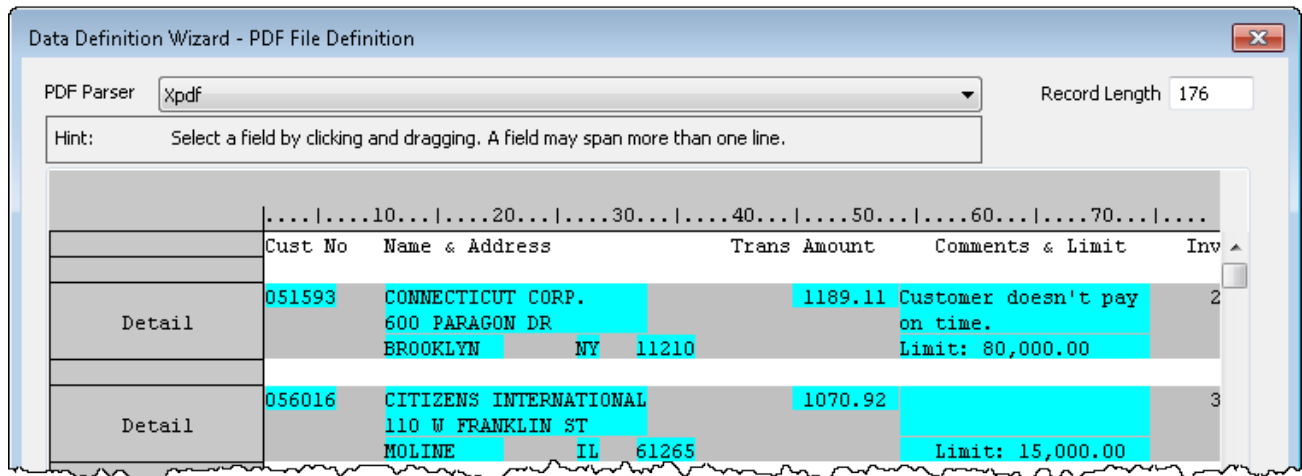 Data Definition Wizard - PDF File Definition
PDF Parser Xpdf Record Length 176
Hint: Select a field by clicking and dragging. A field may span more than one line.
|....|....10...|....20...|....30...|....40...|....50...|....60...|....70...|....
Cust No Name & Address Trans Amount Comments & Limit Inv
051593 CONNECTICUT CORP. 1189.11 Customer doesn't pay 2
Detail 600 PARAGON DR on time.
BROOKLYN NY 11210 Limit: 80,000.00
056016 CITIZENS INTERNATIONAL 1070.92 3
Detail 110 W FRANKLIN ST
MOLINE IL 61265 Limit: 15,000.00